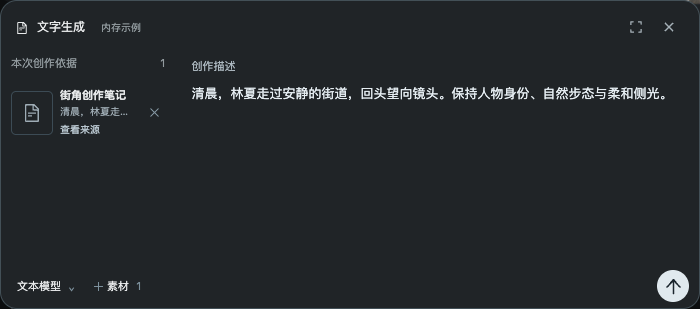 文字生成 内存示例
本次创作依据 1
街角创作笔记
清晨，林夏走...
查看来源
创作描述
清晨，林夏走过安静的街道，回头望向镜头。保持人物身份、自然步态与柔和侧光。
文本模型 素材 1